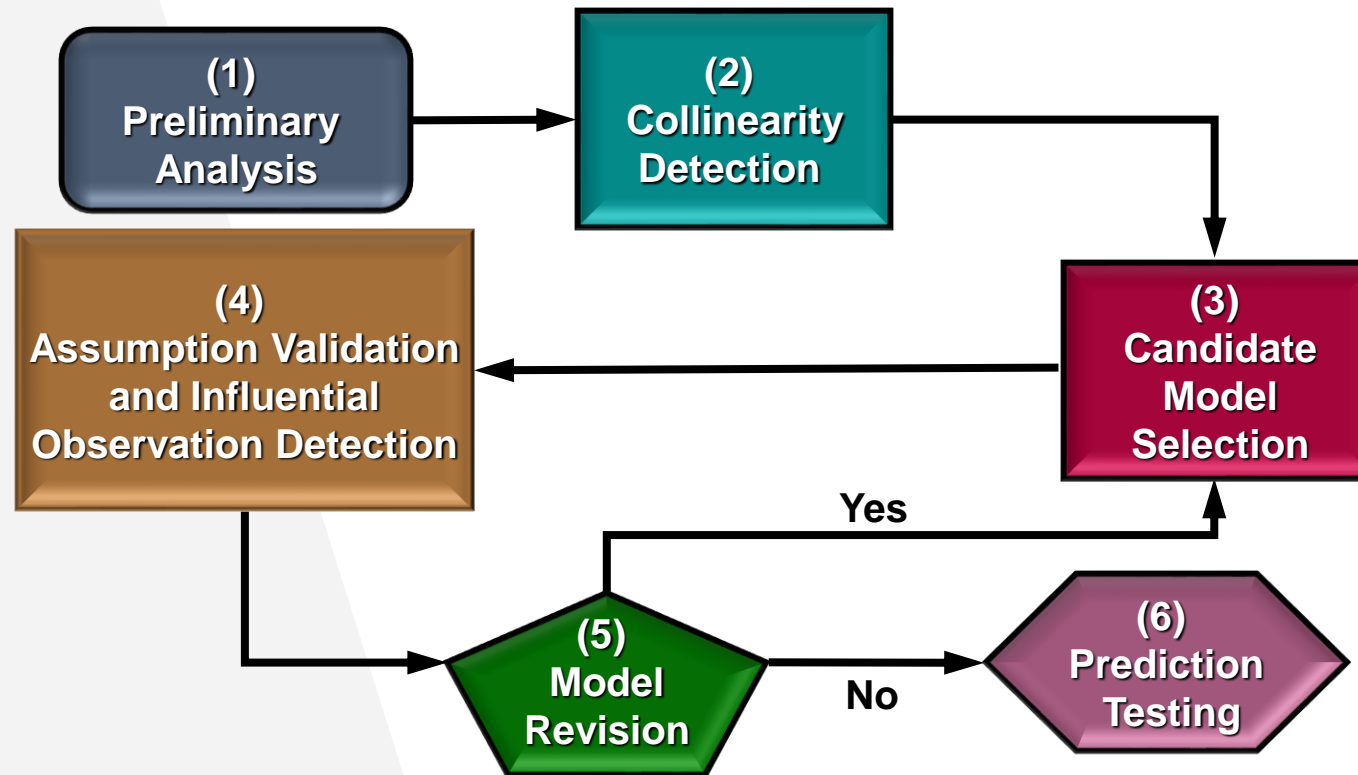 (1)
Preliminary
Analysis
(2)
Collinearity
Detection
(3)
Candidate
Model
Selection
(4)
Assumption Validation
and Influential
Observation Detection
Yes
(5)
Model
Revision
No
(6)
Prediction
Testing